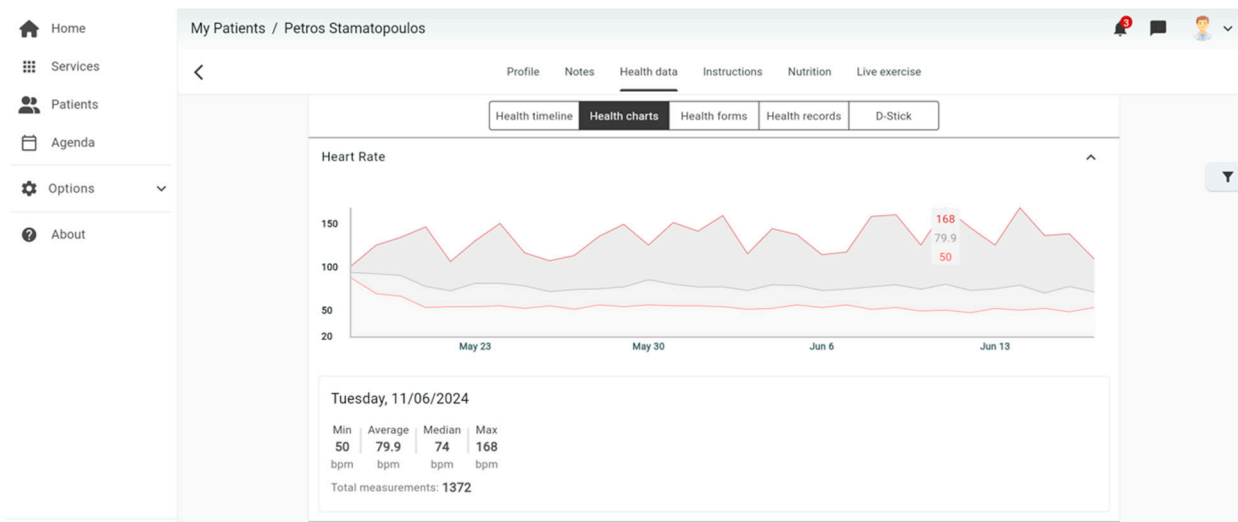 Home
Services
Patients
Agenda
Options
About
My Patients / Petros Stamatopoulos
3
Profile Notes Health data Instructions Nutrition Live exercise
Health timeline Health charts Health forms Health records D-Stick
Heart Rate
150
100
50
20
168
79.9
50
May 23 May 30 Jun 6 Jun 13
Tuesday, 11/06/2024
Min Average Median Max
50 79.9 74 168
bpm bpm bpm bpm
Total measurements: 1372